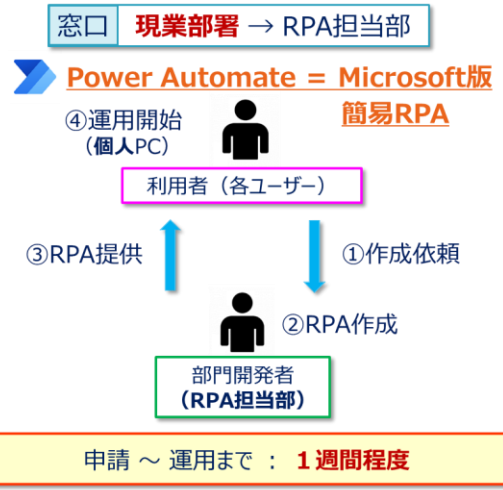 窓口 現業部署 → RPA担当部
Power Automate = Microsoft版
簡易RPA
④運用開始
（個人PC）
利用者（各ユーザー）
③RPA提供
①作成依頼
②RPA作成
部門開発者
（RPA担当部）
申請 ～ 運用まで ： １週間程度